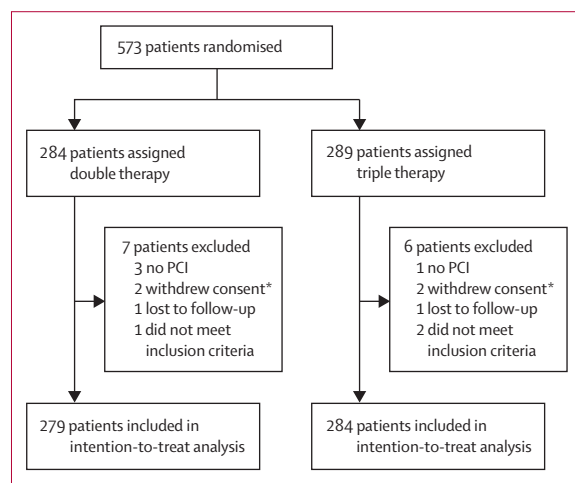 573 patients randomised
284 patients assigned
double therapy
289 patients assigned
triple therapy
7 patients excluded
3 no PCI
2 withdrew consent*
1 lost to follow-up
1 did not meet
inclusion criteria
6 patients excluded
1 no PCI
2 withdrew consent*
1 lost to follow-up
2 did not meet
inclusion criteria
279 patients included in
intention-to-treat analysis
284 patients included in
intention-to-treat analysis